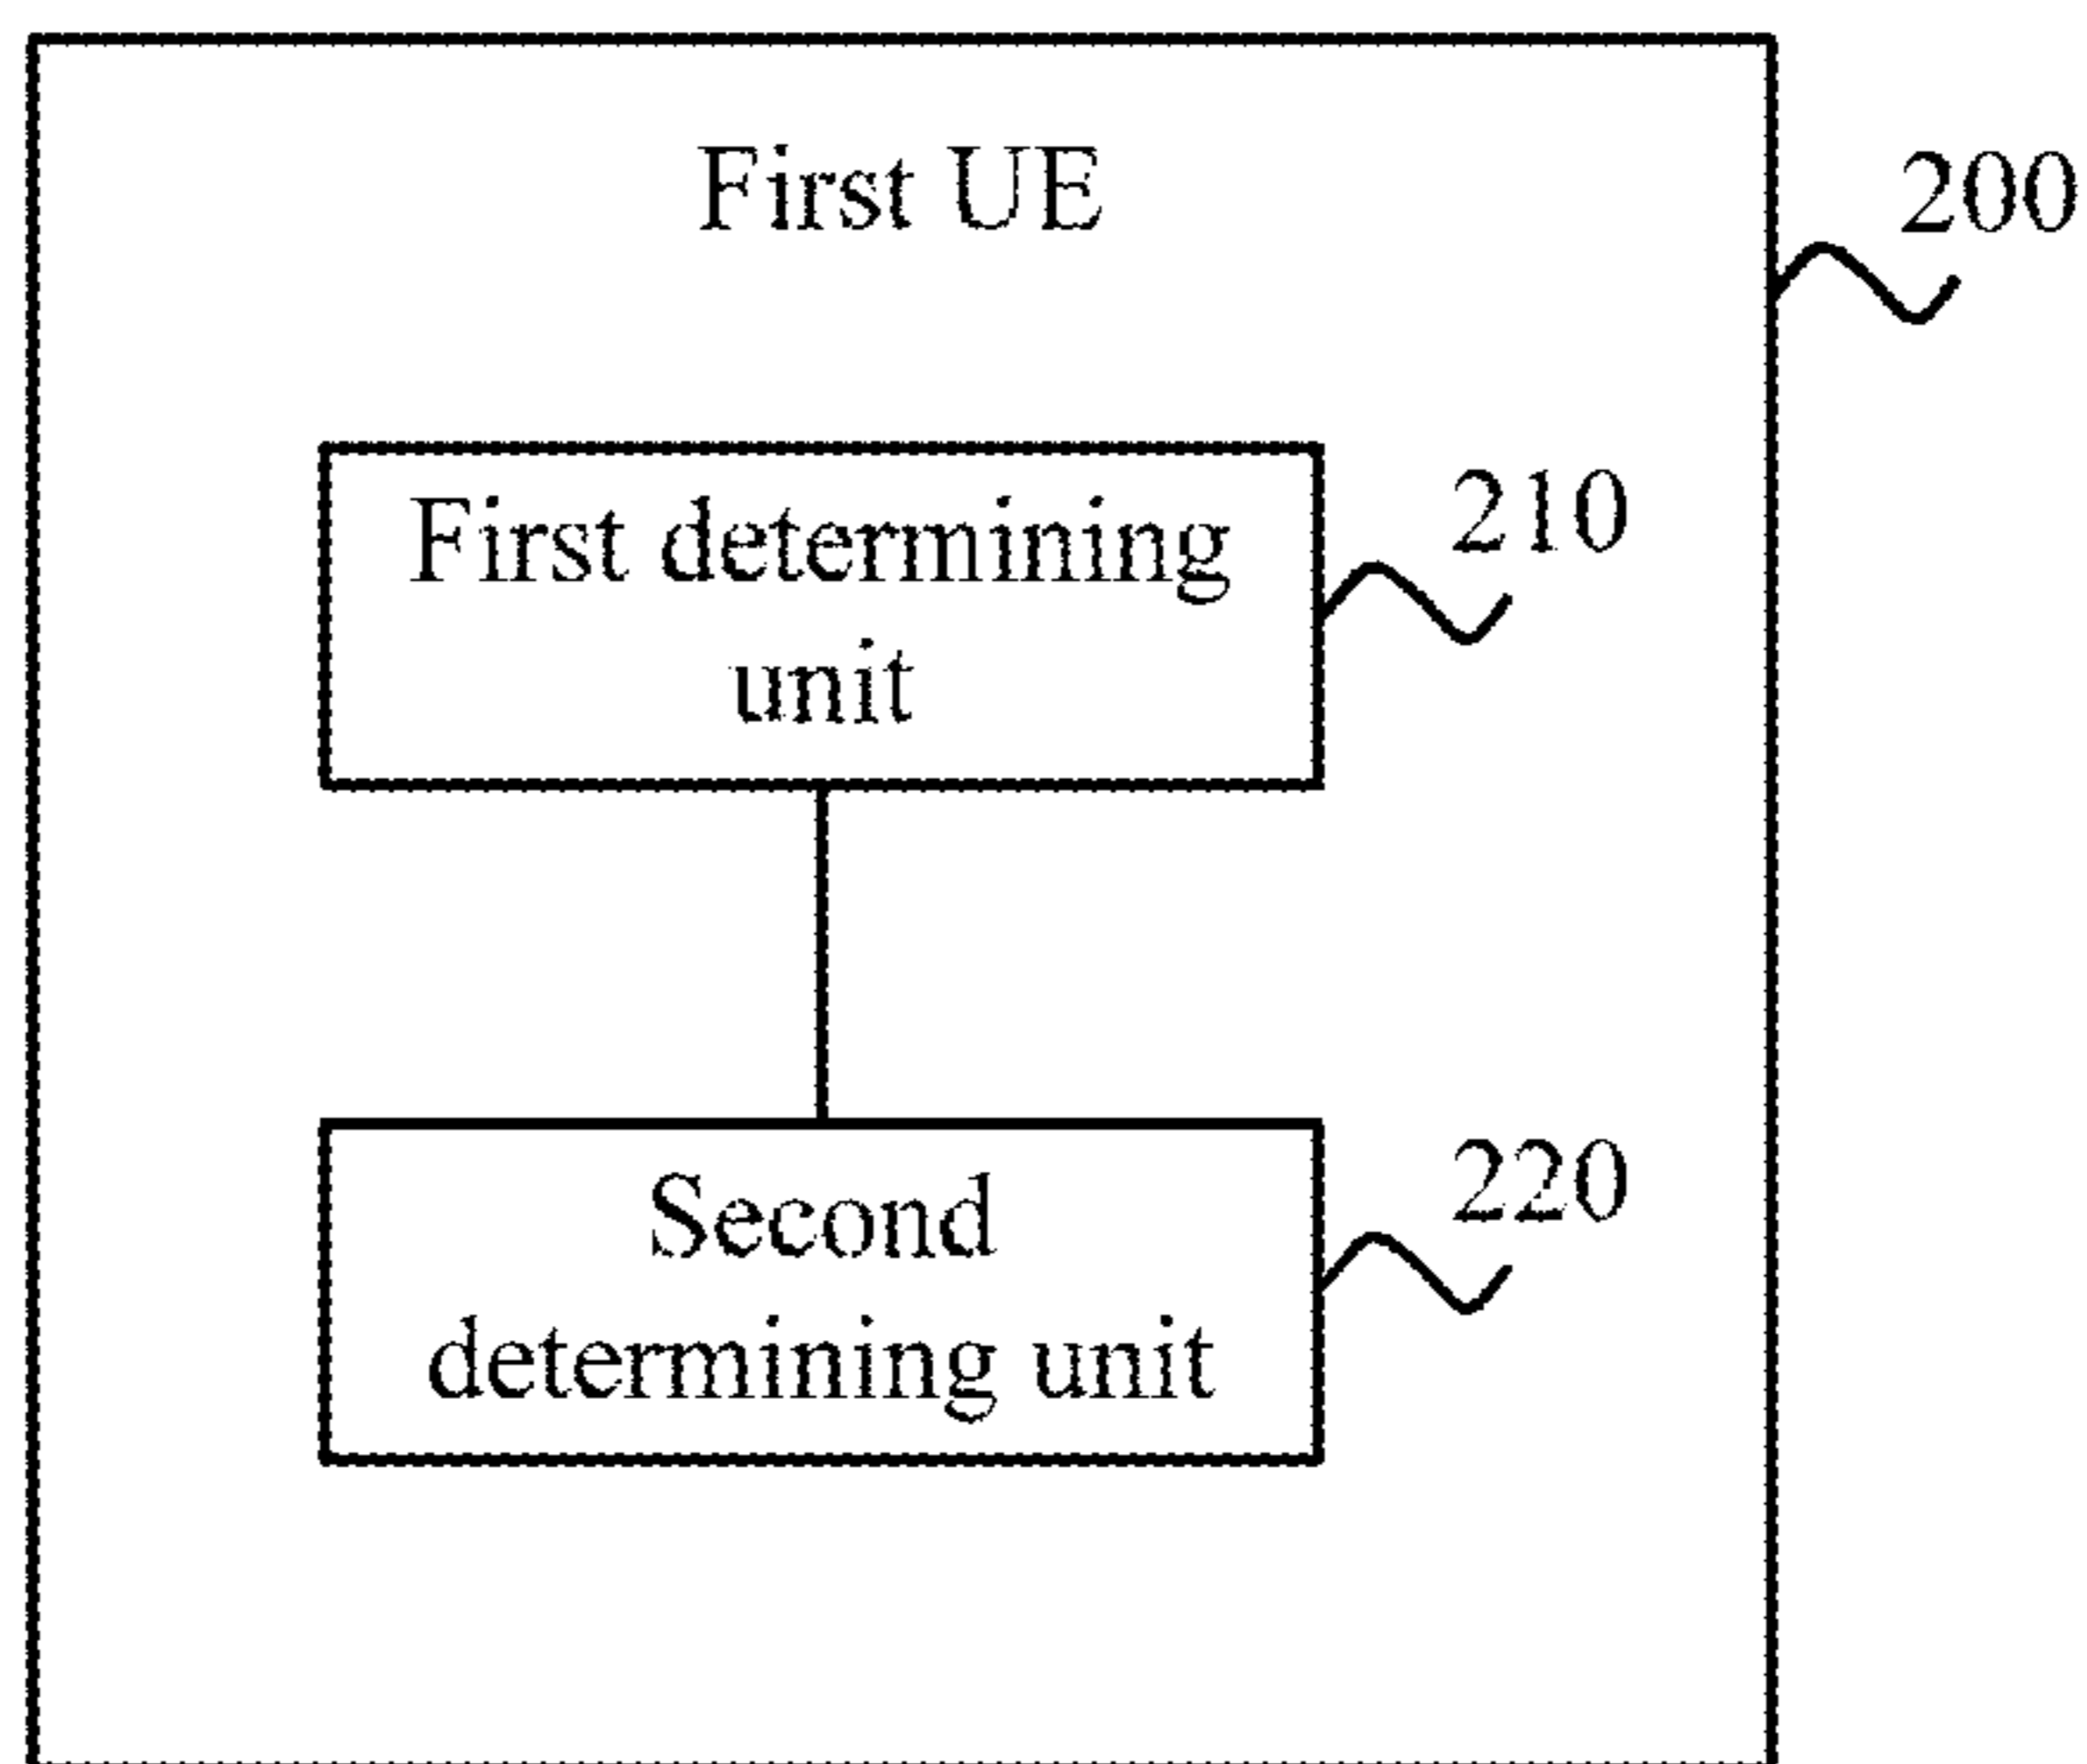 First UE
200
First determining
unit
210
Second
determining unit
220